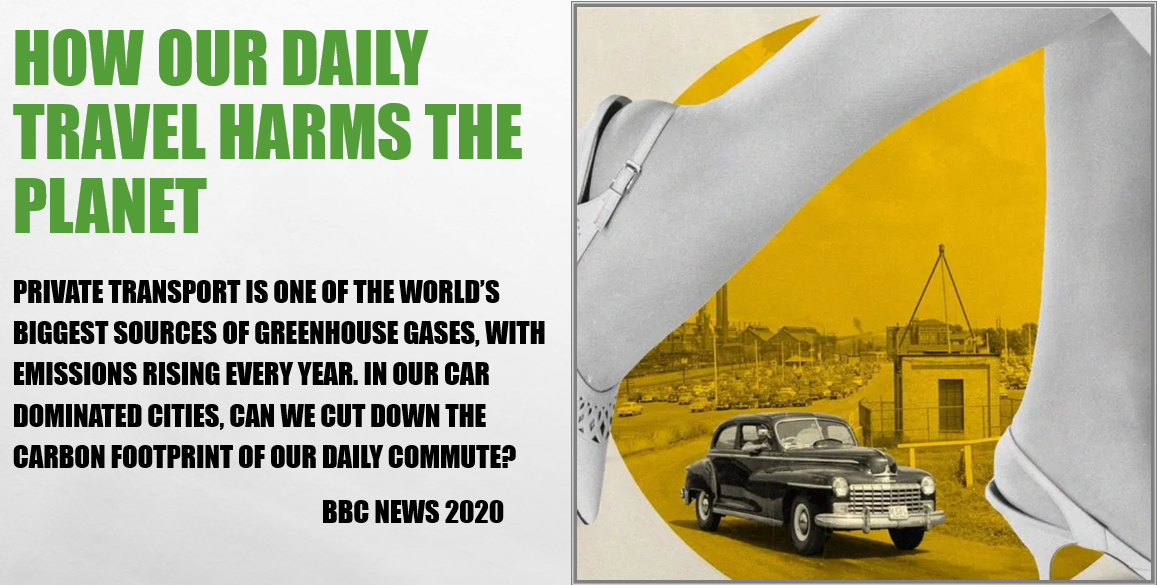 HOW OUR DAILY
TRAVEL HARMS THE
PLANET
PRIVATE TRANSPORT IS ONE OF THE WORLD'S
BIGGEST SOURCES OF GREENHOUSE GASES, WITH
EMISSIONS RISING EVERY YEAR. IN OUR CAR
DOMINATED CITIES, CAN WE CUT DOWN THE
CARBON FOOTPRINT OF OUR DAILY COMMUTE?
BBC NEWS 2020